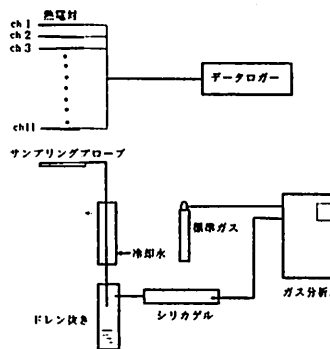 熱電対
ch 1
ch 2
ch 3
ch11
データロガー
サンプリングプローブ
標準ガス
冷却水
ガス分析
ドレン抜き
シリカゲル